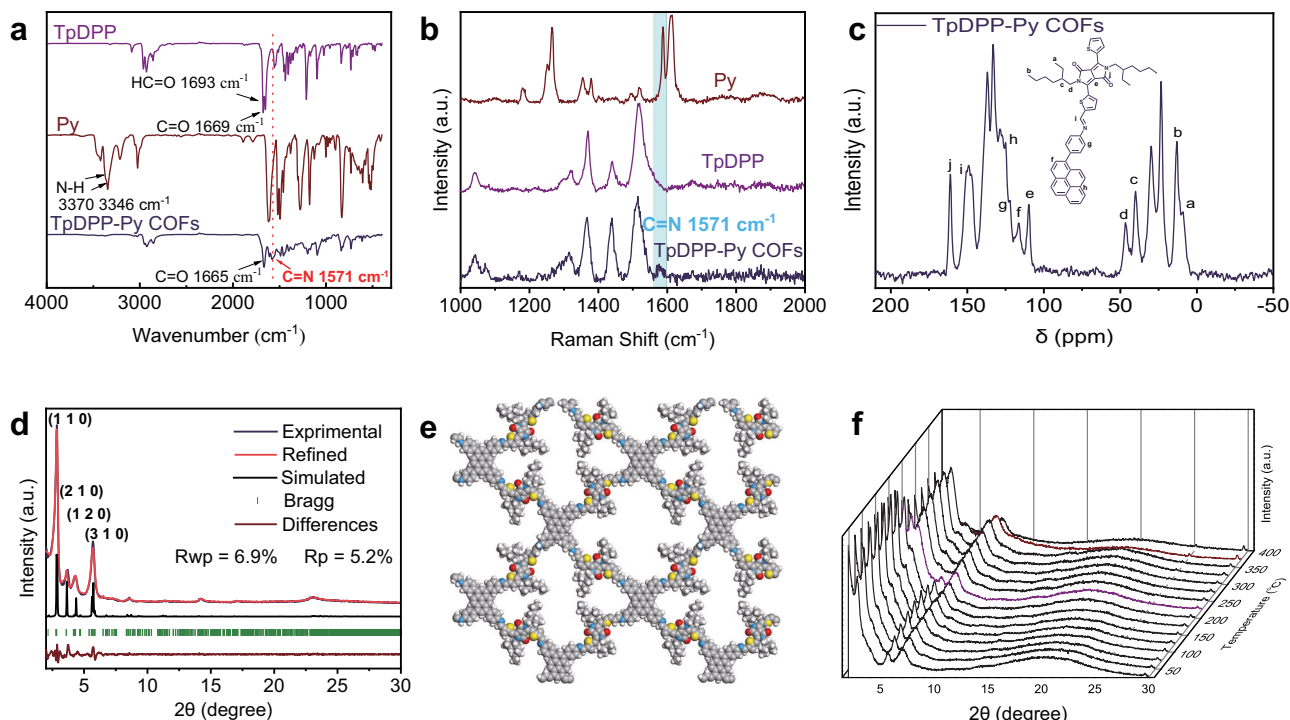 a
TpDPP
HC=O 1693 cm-1
C=O 1669 cm-1
Py
N-H
3370 3346 cm-1
TpDPP-Py COFs
C=O 1665 cm-1
C=N 1571 cm-1
4000 3000 2000 1000
Wavenumber (cm-1)
b
Intensity (a.u.)
Py
TpDPP
C=N 1571 cm-1
TpDPP-Py COFs
1000 1200 1400 1600 1800 2000
Raman Shift (cm-1)
c
Intensity (a.u.)
TpDPP-Py COFs
j i h g f e d c b a
200 150 100 50 0 -50
δ (ppm)
d
Intensity (a.u.)
(1 1 0)
(2 1 0)
(1 2 0)
(3 1 0)
Exprimental
Refined
Simulated
Bragg
Differences
Rwp = 6.9% Rp = 5.2%
5 10 15 20 25 30
2θ (degree)
e
f
Intensity (a.u.)
400
350
300
250
200
150
100
50
Temperature (℃)
5 10 15 20 25 30
2θ (degree)